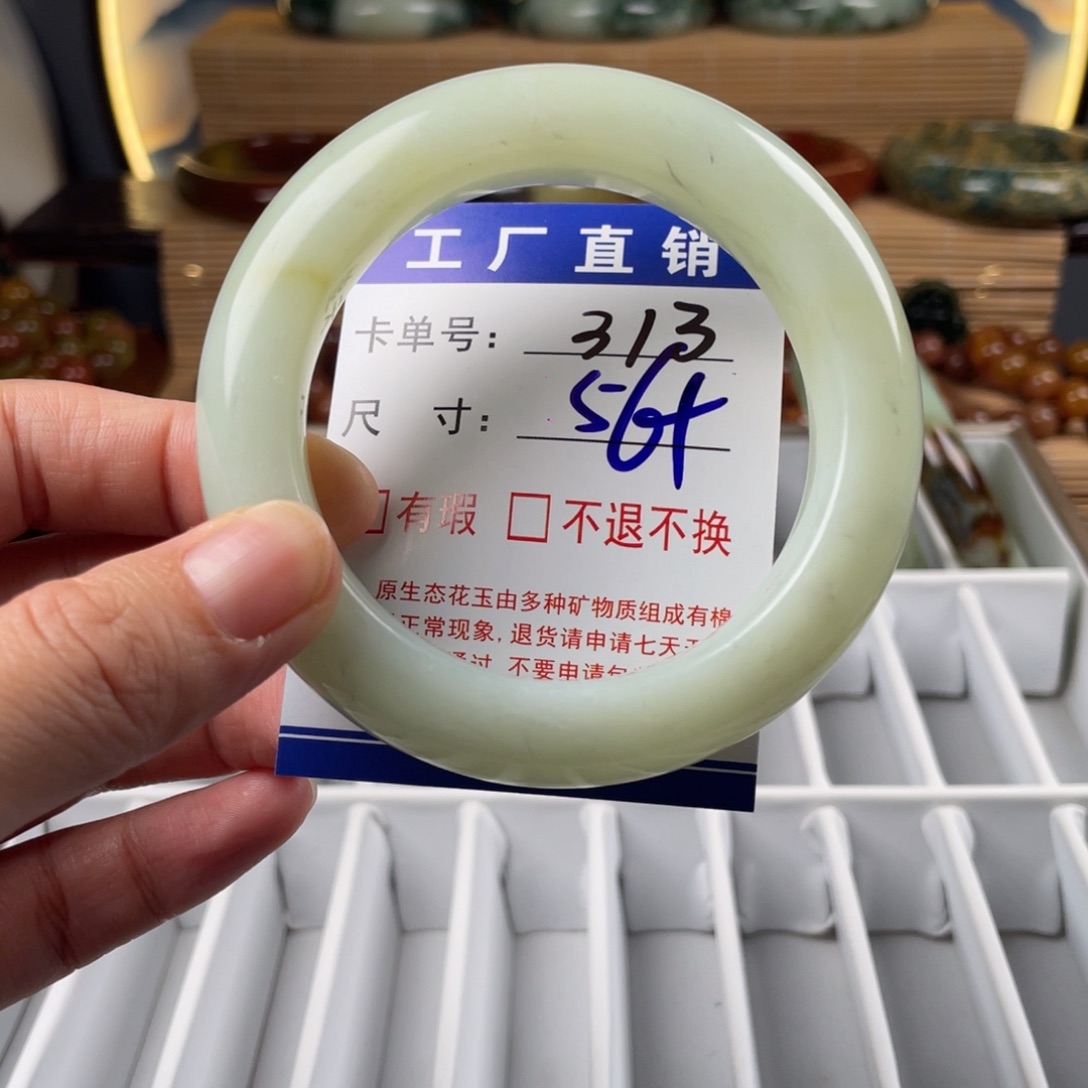 工厂直销
卡单号: 313
尺 寸: 56+
□有瑕 □不退不换
原生态花玉由多种矿物质组成有棉
正常现象,退货请申请七天
通过 不要申请